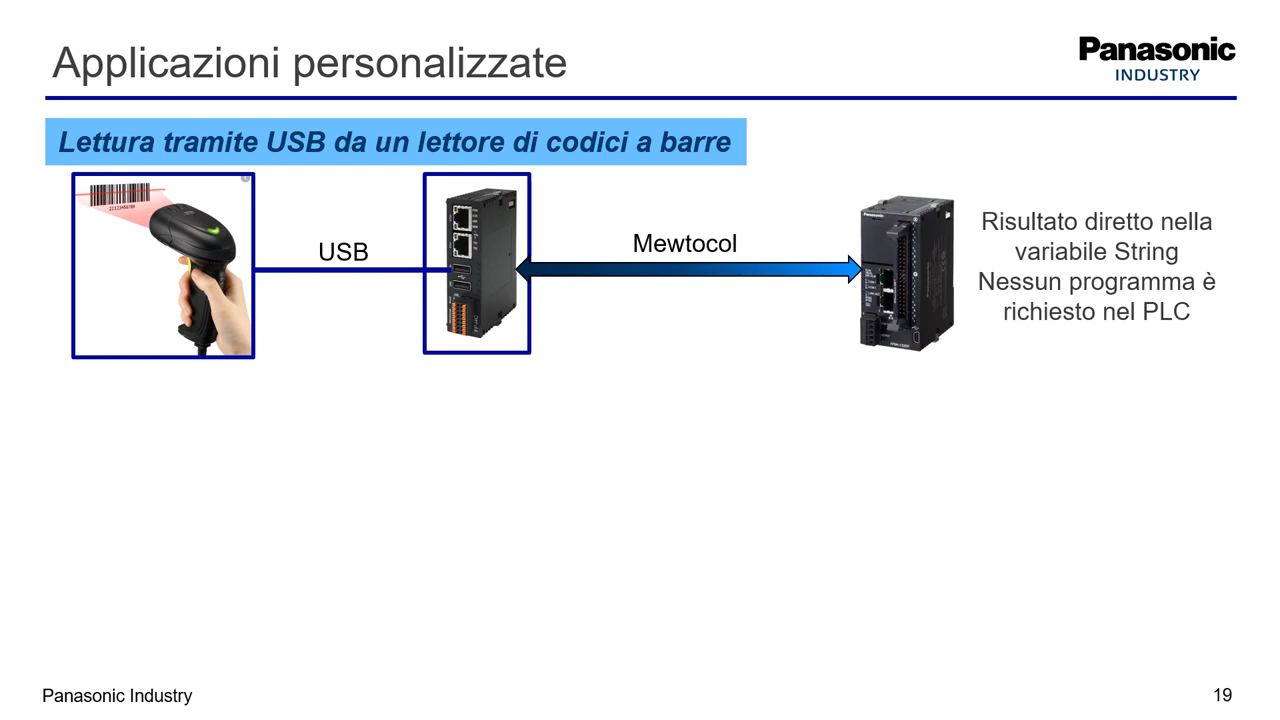 Applicazioni personalizzate
Panasonic
INDUSTRY
Lettura tramite USB da un lettore di codici a barre
USB
Mewtocol
Panasonic
Risultato diretto nella
variabile String
Nessun programma è
richiesto nel PLC
Panasonic Industry
19